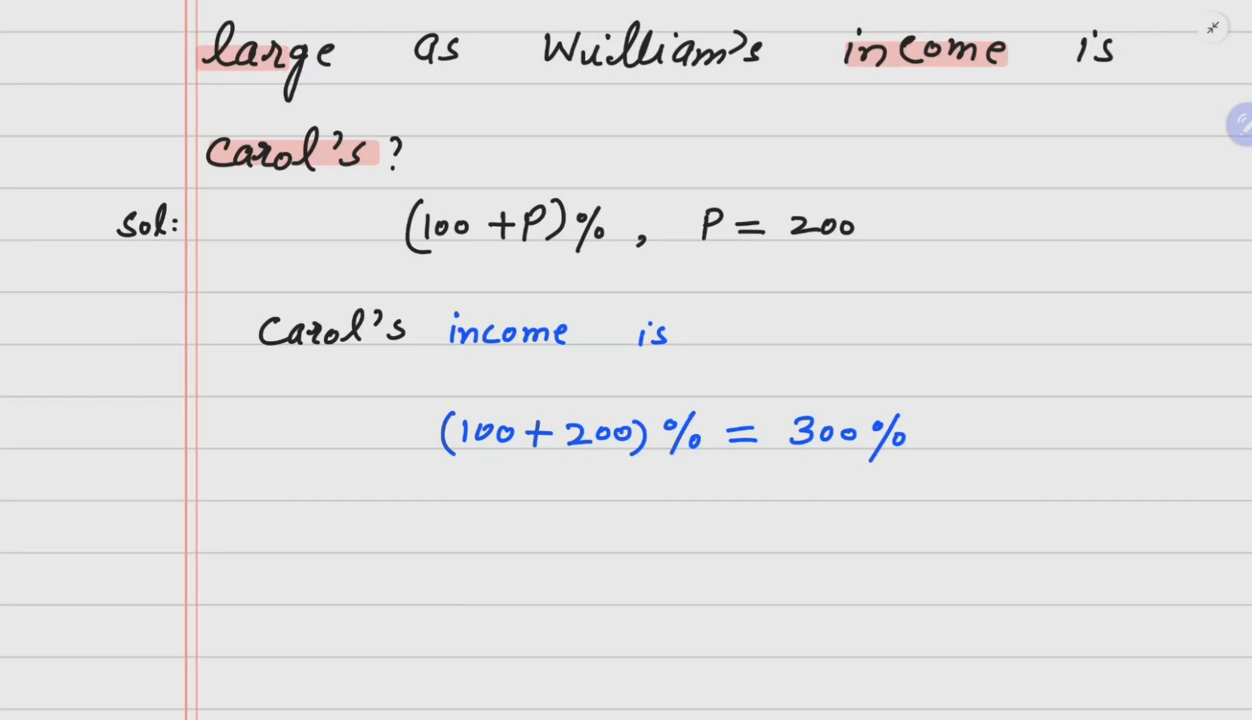 large as William's income is
Carol's?
Sol: (100 + P)%, P = 200
Carol's income is
(100 + 200) % = 300%